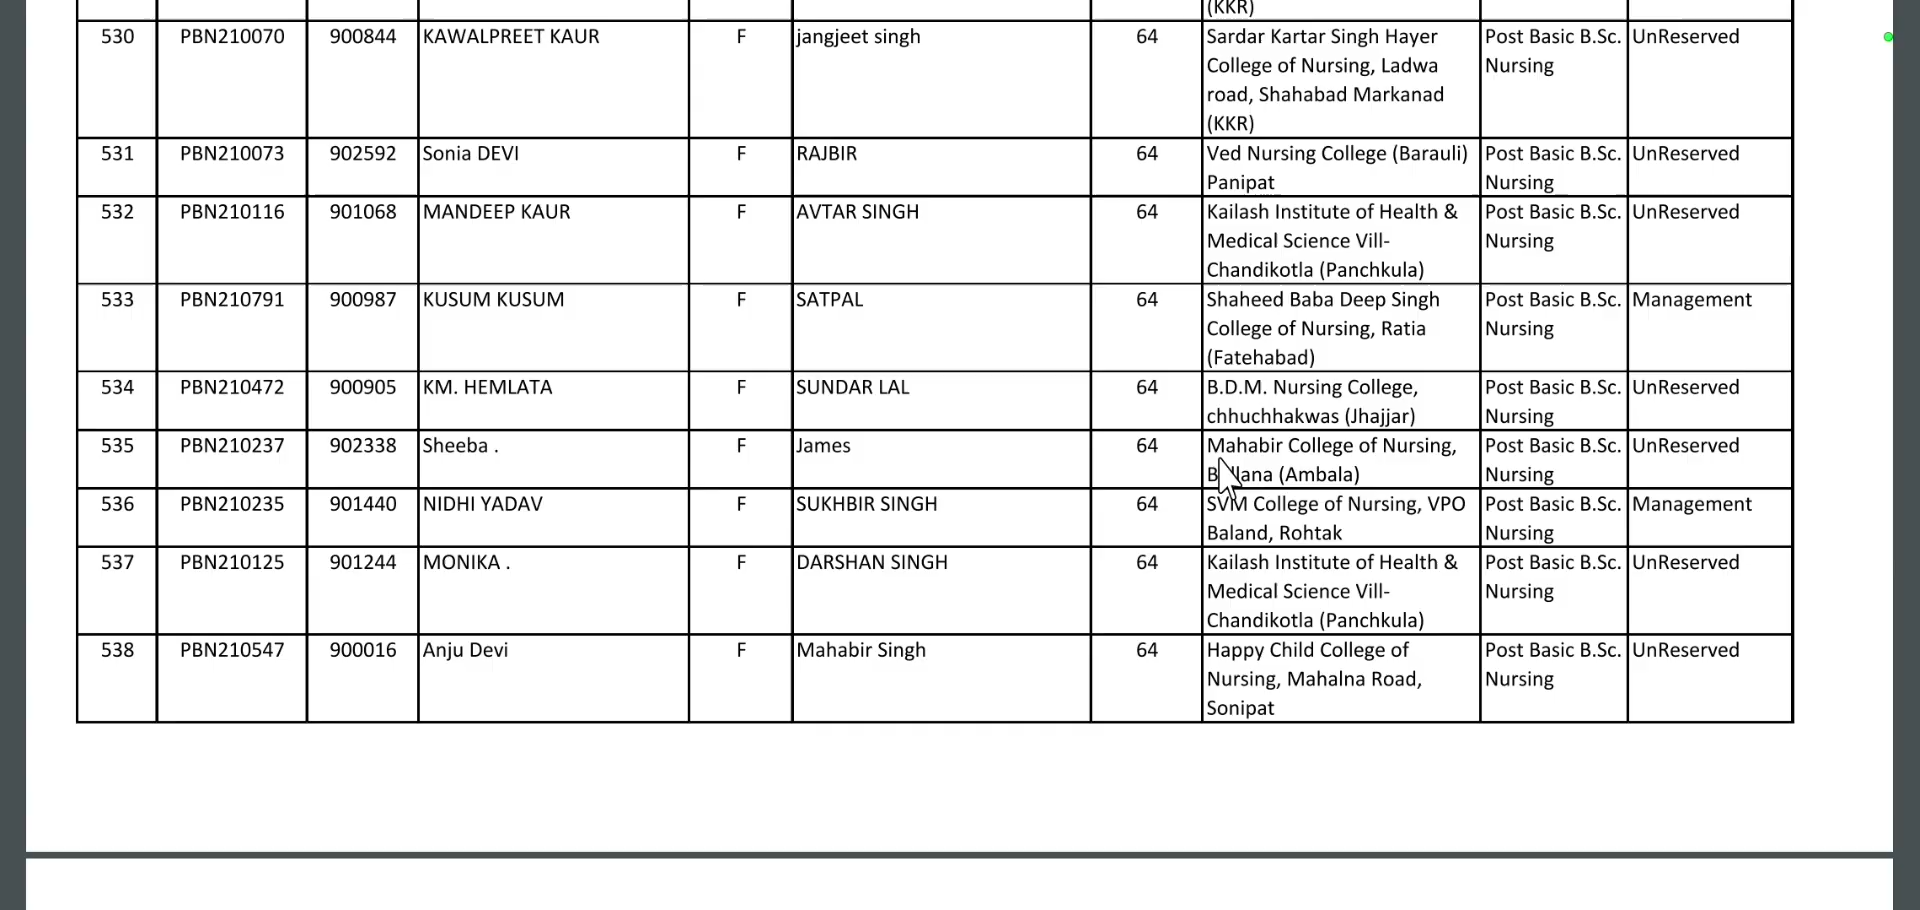 (KKR)
530 PBN210070 900844 KAWALPREET KAUR F jangjeet singh 64 Sardar Kartar Singh Hayer Post Basic B.Sc. UnReserved
College of Nursing, Ladwa Nursing
road, Shahabad Markanad
(KKR)
531 PBN210073 902592 Sonia DEVI F RAJBIR 64 Ved Nursing College (Barauli) Post Basic B.Sc. UnReserved
Panipat Nursing
532 PBN210116 901068 MANDEEP KAUR F AVTAR SINGH 64 Kailash Institute of Health & Post Basic B.Sc. UnReserved
Medical Science Vill- Nursing
Chandikotla (Panchkula)
533 PBN210791 900987 KUSUM KUSUM F SATPAL 64 Shaheed Baba Deep Singh Post Basic B.Sc. Management
College of Nursing, Ratia Nursing
(Fatehabad)
534 PBN210472 900905 KM. HEMLATA F SUNDAR LAL 64 B.D.M. Nursing College, Post Basic B.Sc. UnReserved
chhuchhakwas (Jhajjar) Nursing
535 PBN210237 902338 Sheeba . F James 64 Mahabir College of Nursing, Post Basic B.Sc. UnReserved
(Ambala) Nursing
536 PBN210235 901440 NIDHI YADAV F SUKHBIR SINGH 64 SVM College of Nursing, VPO Post Basic B.Sc. Management
Baland, Rohtak Nursing
537 PBN210125 901244 MONIKA . F DARSHAN SINGH 64 Kailash Institute of Health & Post Basic B.Sc. UnReserved
Medical Science Vill- Nursing
Chandikotla (Panchkula)
538 PBN210547 900016 Anju Devi F Mahabir Singh 64 Happy Child College of Post Basic B.Sc. UnReserved
Nursing, Mahalna Road, Nursing
Sonipat